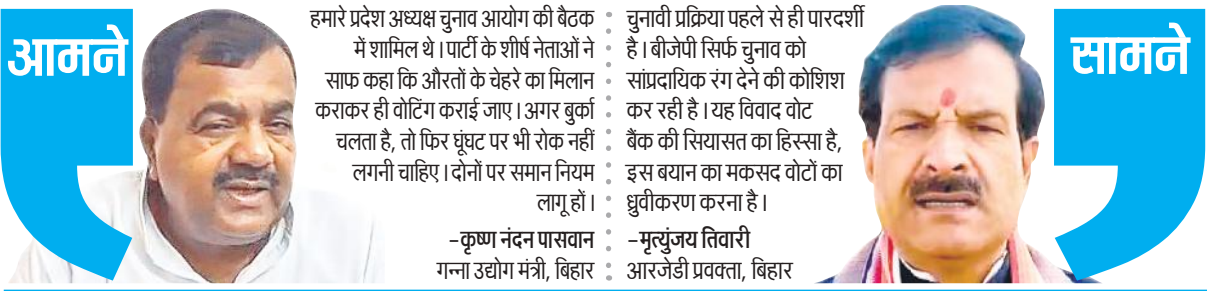 आमने
हमारे प्रदेश अध्यक्ष चुनाव आयोग की बैठक
में शामिल थे। पार्टी के शीर्ष नेताओं ने
साफ कहा कि औरतों के चेहरे का मिलान
कराकर ही वोटिंग कराई जाए। अगर बुर्का
चलता है, तो फिर घूंघट पर भी रोक नहीं
लगनी चाहिए। दोनों पर समान नियम
लागू हों।
-कृष्ण नंदन पासवान
गन्ना उद्योग मंत्री, बिहार
चुनावी प्रक्रिया पहले से ही पारदर्शी
है। बीजेपी सिर्फ चुनाव को
सांप्रदायिक रंग देने की कोशिश
कर रही है। यह विवाद वोट
बैंक की सियासत का हिस्सा है,
इस बयान का मकसद वोटों का
ध्रुवीकरण करना है।
-मृत्युंजय तिवारी
आरजेडी प्रवक्ता, बिहार
सामने